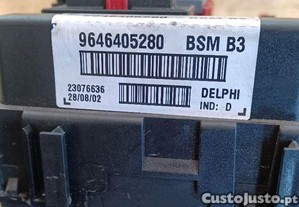 9646405280 BSM B3
23076636 DELPHI
28/08/02 IND: D
CustoJusto.pt